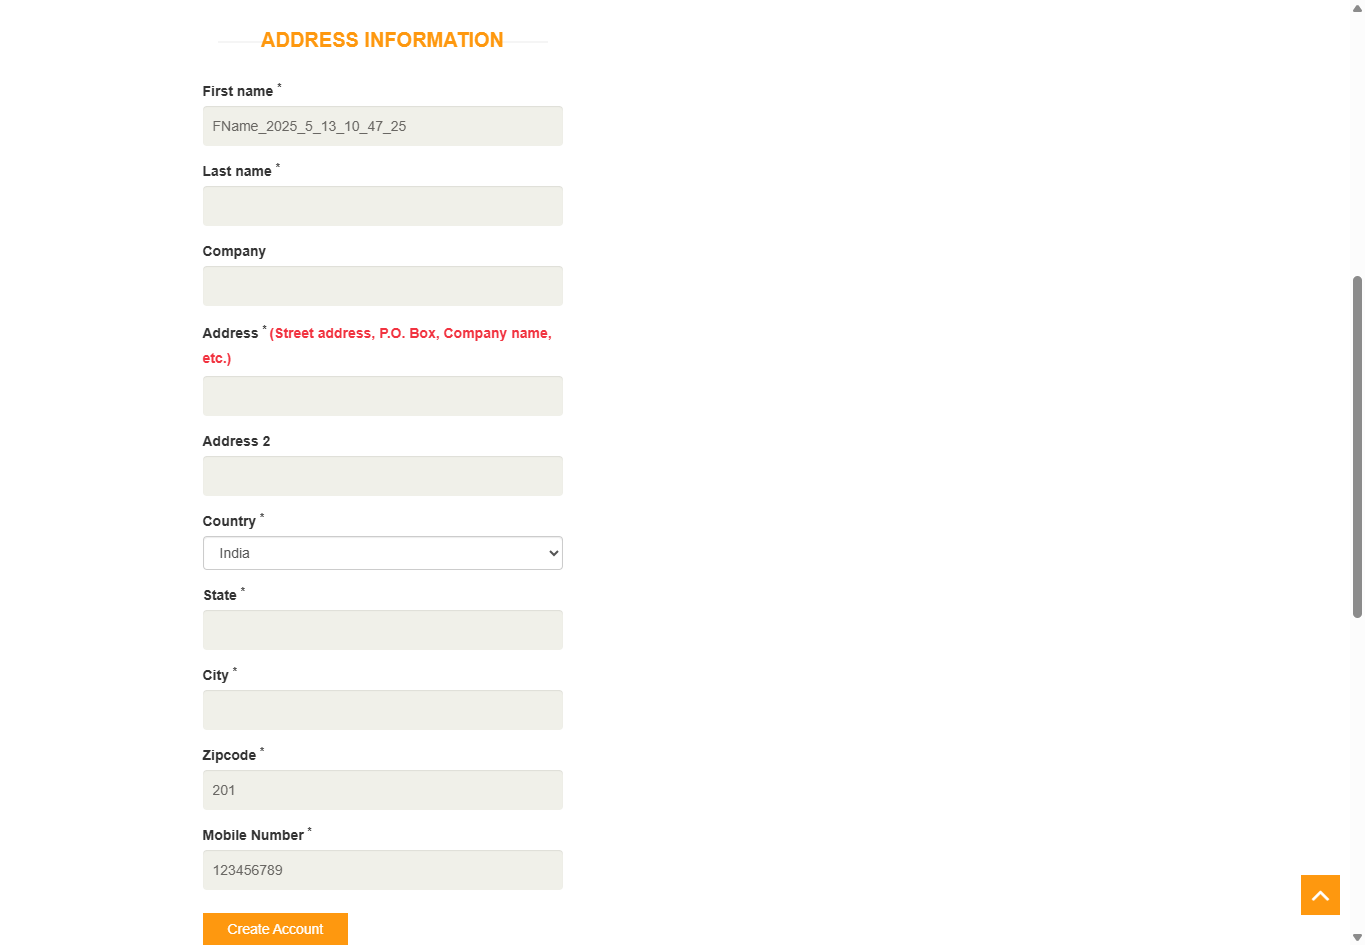 ADDRESS INFORMATION
First name *
FName_2025_5_13_10_47_25
Last name *
Company
Address * (Street address, P.O. Box, Company name,
etc.)
Address 2
Country *
India
State *
City *
Zipcode *
201
Mobile Number *
123456789
Create Account